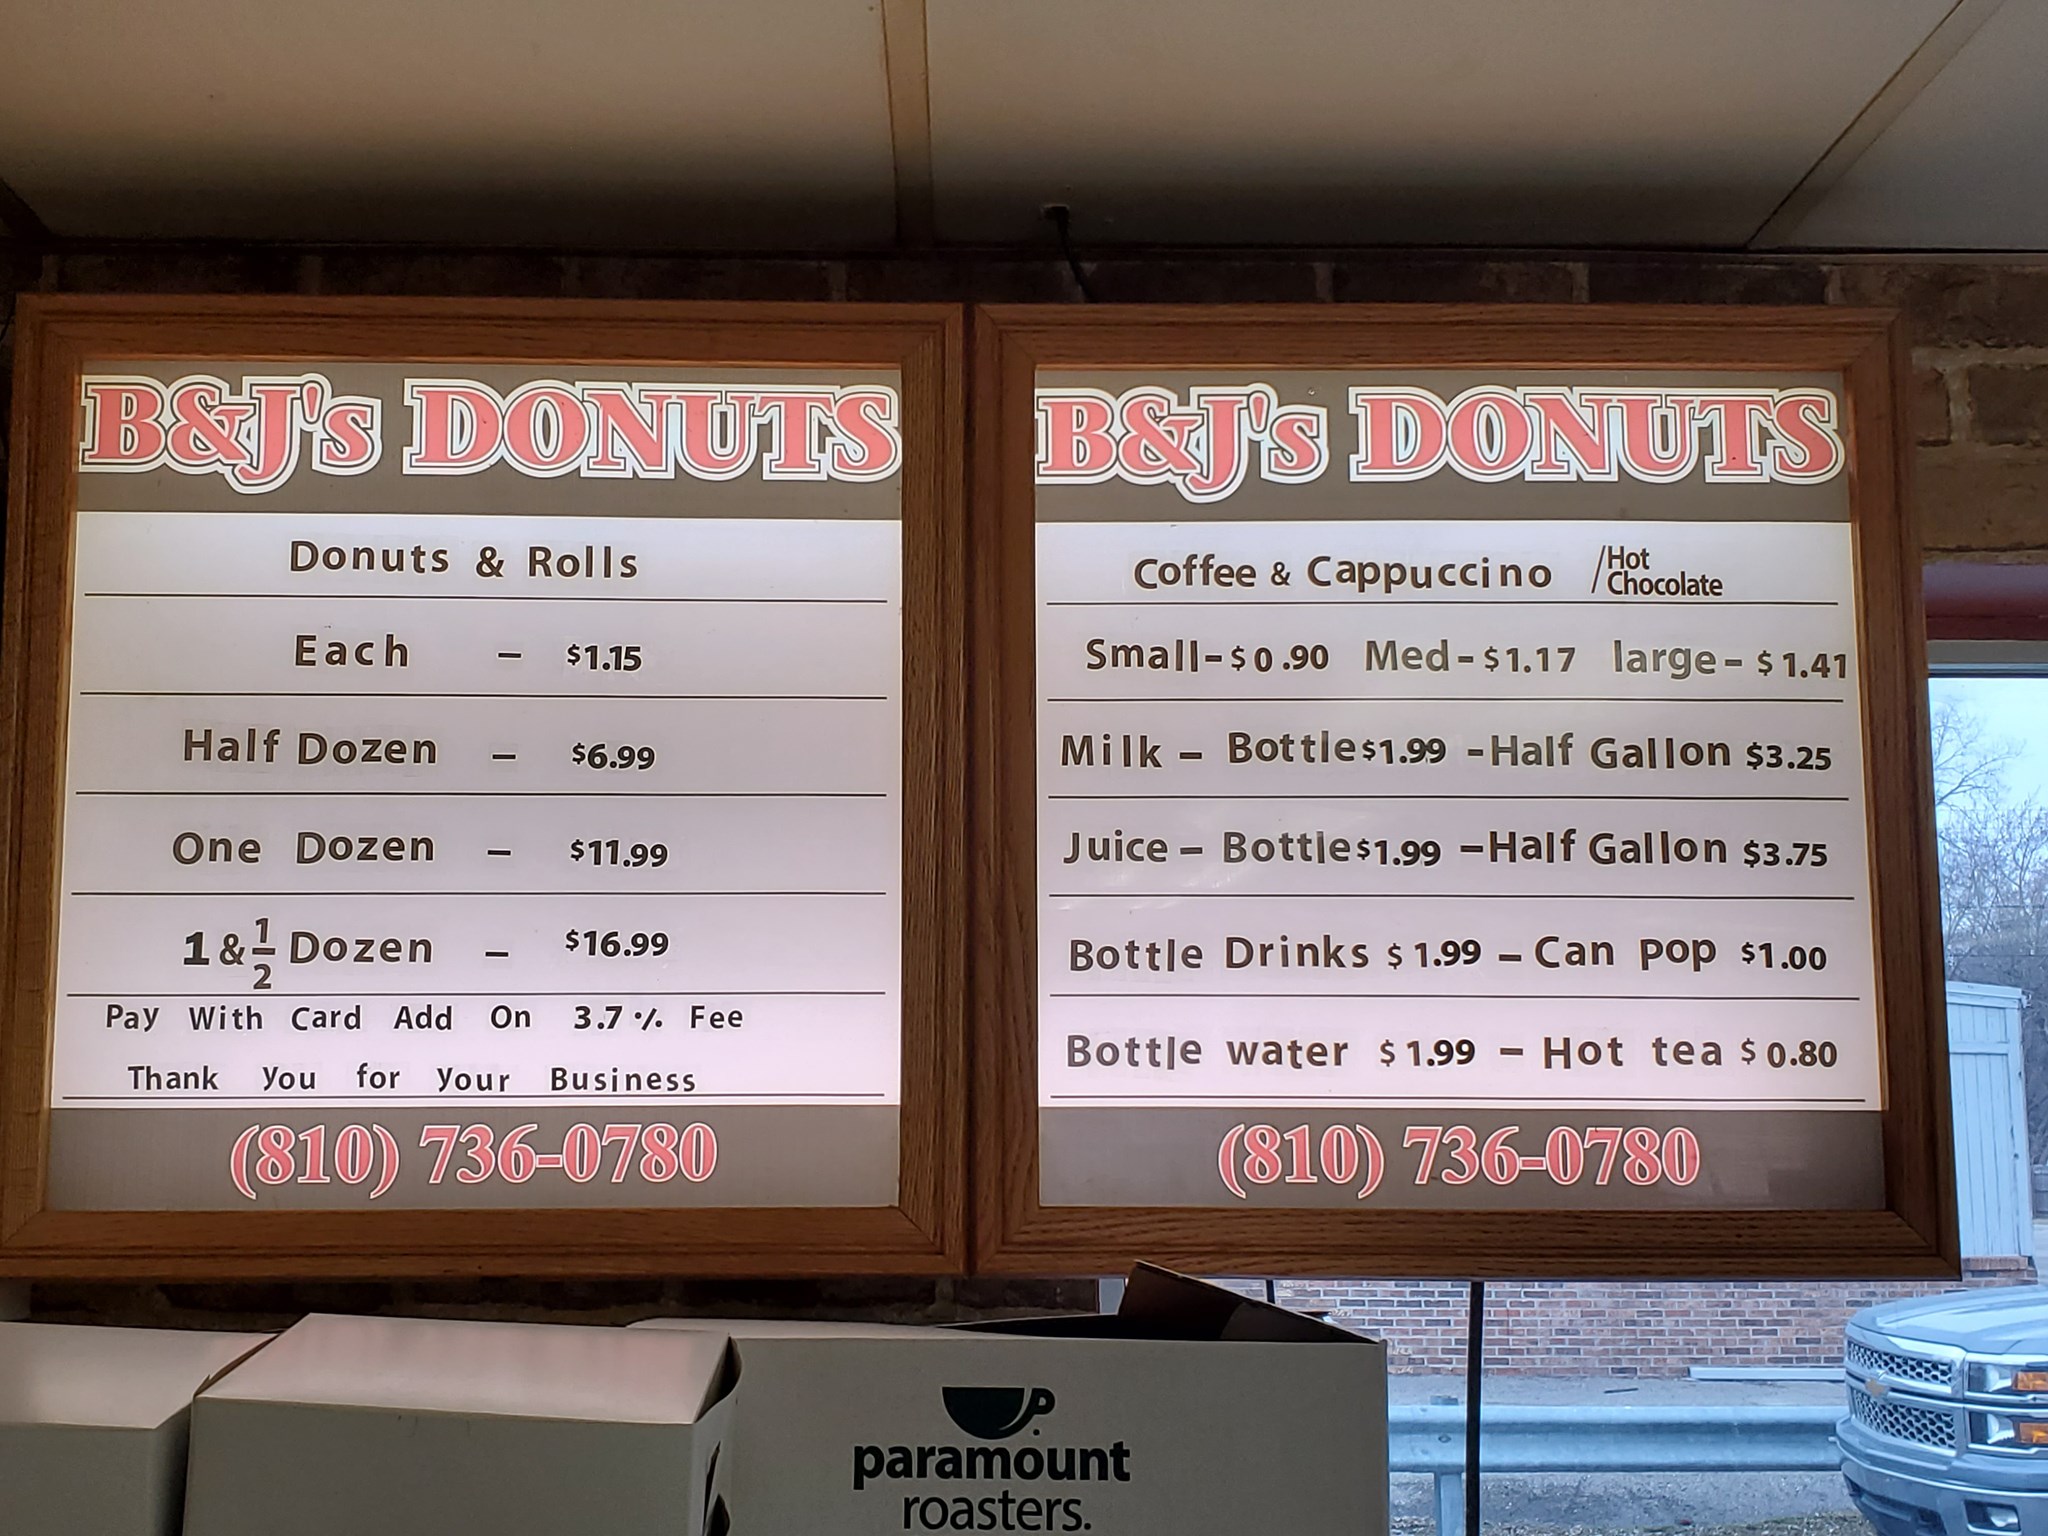 B&J's DONUTS
Donuts & Rolls
Each - $1.15
Half Dozen - $6.99
One Dozen - $11.99
1 & 1/2 Dozen - $16.99
Pay With Card Add On 3.7 % Fee
Thank You for Your Business
(810) 736-0780
B&J's DONUTS
Coffee & Cappuccino /Hot Chocolate
Small-$0.90 Med-$1.17 large-$1.41
Milk - Bottle $1.99 - Half Gallon $3.25
Juice - Bottle $1.99 - Half Gallon $3.75
Bottle Drinks $1.99 - Can pop $1.00
Bottle water $1.99 - Hot tea $0.80
(810) 736-0780
paramount
roasters.